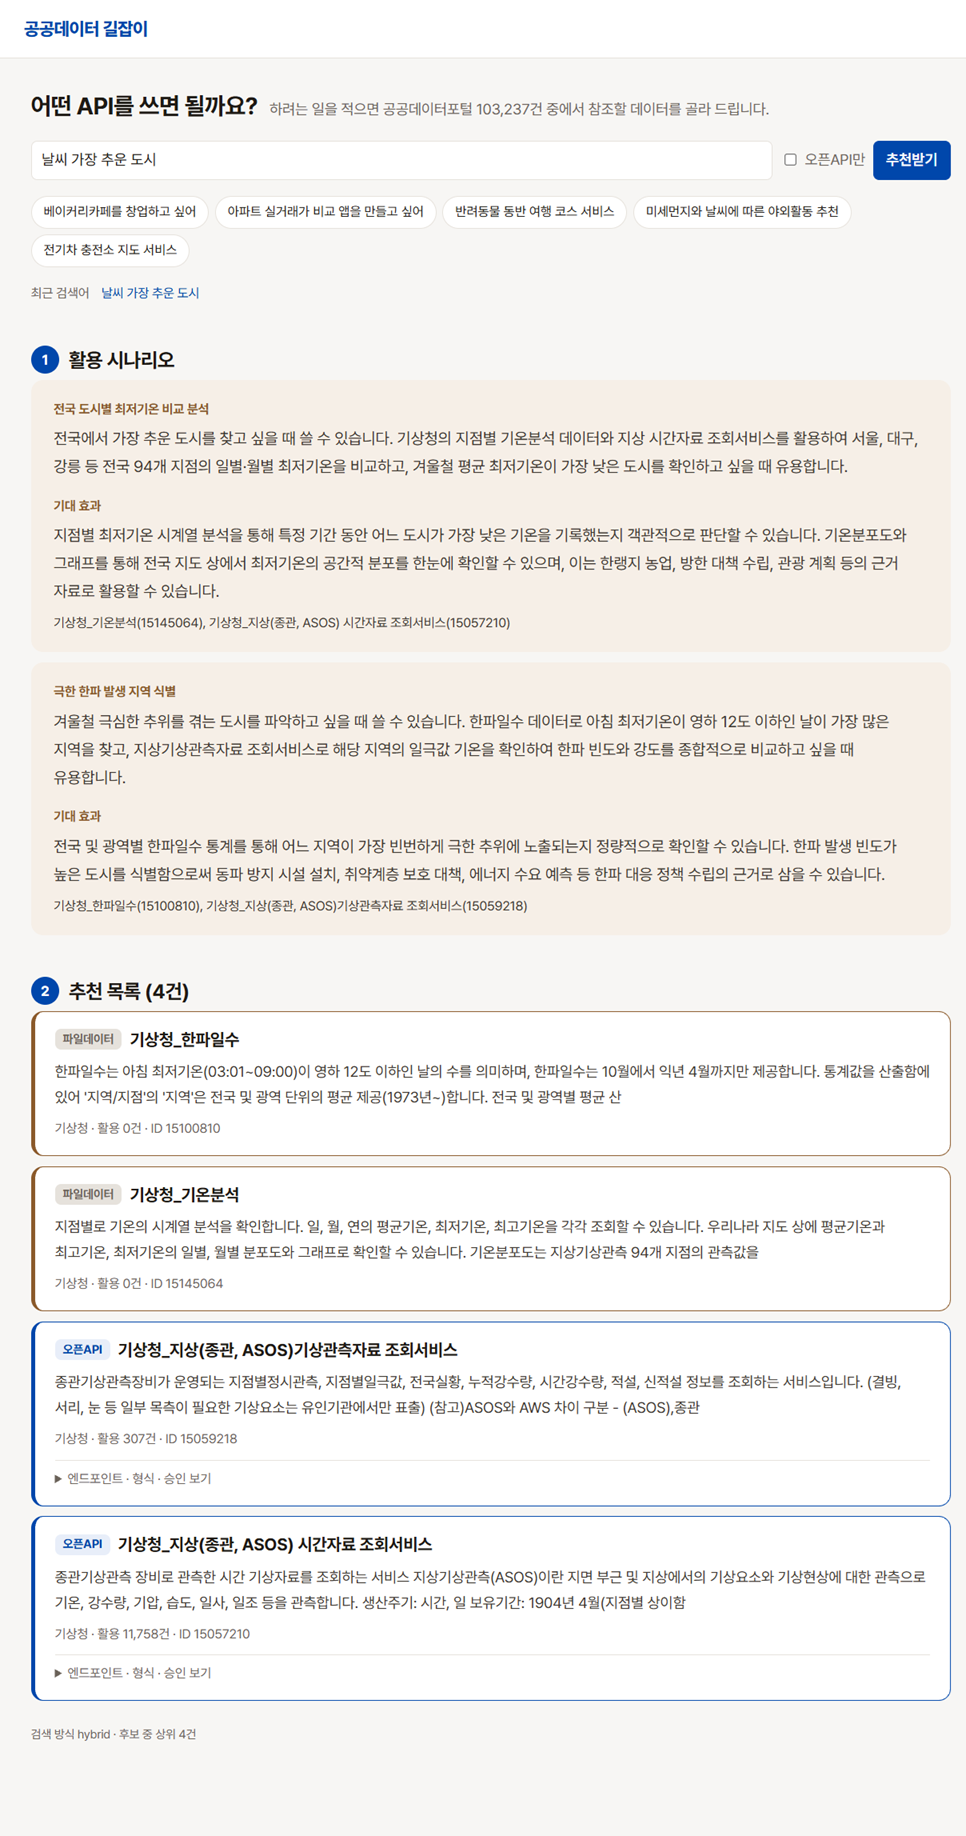 공공데이터 길잡이
어떤 API를 쓰면 될까요? 하려는 일을 적으면 공공데이터포털 103,237건 중에서 참조할 데이터를 골라 드립니다.
날씨 가장 추운 도시
오픈API만
추천받기
베이커리카페를 창업하고 싶어
아파트 실거래가 비교 앱을 만들고 싶어
반려동물 동반 여행 코스 서비스
미세먼지와 날씨에 따른 야외활동 추천
전기차 충전소 지도 서비스
최근 검색어 날씨 가장 추운 도시
1 활용 시나리오
전국 도시별 최저기온 비교 분석
전국에서 가장 추운 도시를 찾고 싶을 때 쓸 수 있습니다. 기상청의 지점별 기온분석 데이터와 지상 시간자료 조회서비스를 활용하여 서울, 대구,
강릉 등 전국 94개 지점의 일별·월별 최저기온을 비교하고, 겨울철 평균 최저기온이 가장 낮은 도시를 확인하고 싶을 때 유용합니다.
기대 효과
지점별 최저기온 시계열 분석을 통해 특정 기간 동안 어느 도시가 가장 낮은 기온을 기록했는지 객관적으로 판단할 수 있습니다. 기온분포도와
그래프를 통해 전국 지도 상에서 최저기온의 공간적 분포를 한눈에 확인할 수 있으며, 이는 한랭지 농업, 방한 대책 수립, 관광 계획 등의 근거
자료로 활용할 수 있습니다.
기상청_기온분석(15145064), 기상청_지상(종관, ASOS) 시간자료 조회서비스(15057210)
극한 한파 발생 지역 식별
겨울철 극심한 추위를 겪는 도시를 파악하고 싶을 때 쓸 수 있습니다. 한파일수 데이터로 아침 최저기온이 영하 12도 이하인 날이 가장 많은
지역을 찾고, 지상기상관측자료 조회서비스로 해당 지역의 일극값 기온을 확인하여 한파 빈도와 강도를 종합적으로 비교하고 싶을 때
유용합니다.
기대 효과
전국 및 광역별 한파일수 통계를 통해 어느 지역이 가장 빈번하게 극한 추위에 노출되는지 정량적으로 확인할 수 있습니다. 한파 발생 빈도가
높은 도시를 식별함으로써 동파 방지 시설 설치, 취약계층 보호 대책, 에너지 수요 예측 등 한파 대응 정책 수립의 근거로 삼을 수 있습니다.
기상청_한파일수(15100810), 기상청_지상(종관, ASOS)기상관측자료 조회서비스(15059218)
2 추천 목록 (4건)
파일데이터 기상청_한파일수
한파일수는 아침 최저기온(03:01~09:00)이 영하 12도 이하인 날의 수를 의미하며, 한파일수는 10월에서 익년 4월까지만 제공합니다. 통계값을 산출함에
있어 '지역/지점'의 '지역'은 전국 및 광역 단위의 평균 제공(1973년~)합니다. 전국 및 광역별 평균 산
기상청 · 활용 0건 · ID 15100810
파일데이터 기상청_기온분석
지점별로 기온의 시계열 분석을 확인합니다. 일, 월, 연의 평균기온, 최저기온, 최고기온을 각각 조회할 수 있습니다. 우리나라 지도 상에 평균기온과
최고기온, 최저기온의 일별, 월별 분포도와 그래프로 확인할 수 있습니다. 기온분포도는 지상기상관측 94개 지점의 관측값을
기상청 · 활용 0건 · ID 15145064
오픈API 기상청_지상(종관, ASOS)기상관측자료 조회서비스
종관기상관측장비가 운영되는 지점별정시관측, 지점별일극값, 전국실황, 누적강수량, 시간강수량, 적설, 신적설 정보를 조회하는 서비스입니다. (결빙,
서리, 눈 등 일부 목측이 필요한 기상요소는 유인기관에서만 표출) (참고)ASOS와 AWS 차이 구분 - (ASOS),종관
기상청 · 활용 307건 · ID 15059218
▶ 엔드포인트 · 형식 · 승인 보기
오픈API 기상청_지상(종관, ASOS) 시간자료 조회서비스
종관기상관측 장비로 관측한 시간 기상자료를 조회하는 서비스 지상기상관측(ASOS)이란 지면 부근 및 지상에서의 기상요소와 기상현상에 대한 관측으로
기온, 강수량, 기압, 습도, 일사, 일조 등을 관측합니다. 생산주기: 시간, 일 보유기간: 1904년 4월(지점별 상이함
기상청 · 활용 11,758건 · ID 15057210
▶ 엔드포인트 · 형식 · 승인 보기
검색 방식 hybrid · 후보 중 상위 4건